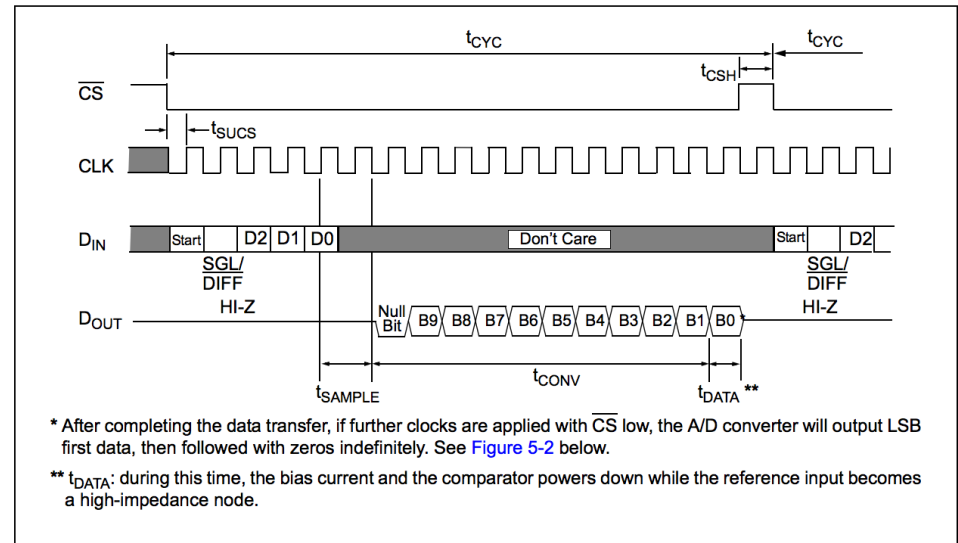 tCYC
tCYC
tCSH
CS
tSUCS
CLK
DIN
Start
D2
D1
D0
Don't Care
Start
D2
SGL/
DIFF
SGL/
DIFF
HI-Z
HI-Z
DOUT
Null
Bit
B9
B8
B7
B6
B5
B4
B3
B2
B1
B0
*
tCONV
tSAMPLE
tDATA **
* After completing the data transfer, if further clocks are applied with CS low, the A/D converter will output LSB
first data, then followed with zeros indefinitely. See Figure 5-2 below.
** tDATA: during this time, the bias current and the comparator powers down while the reference input becomes
a high-impedance node.